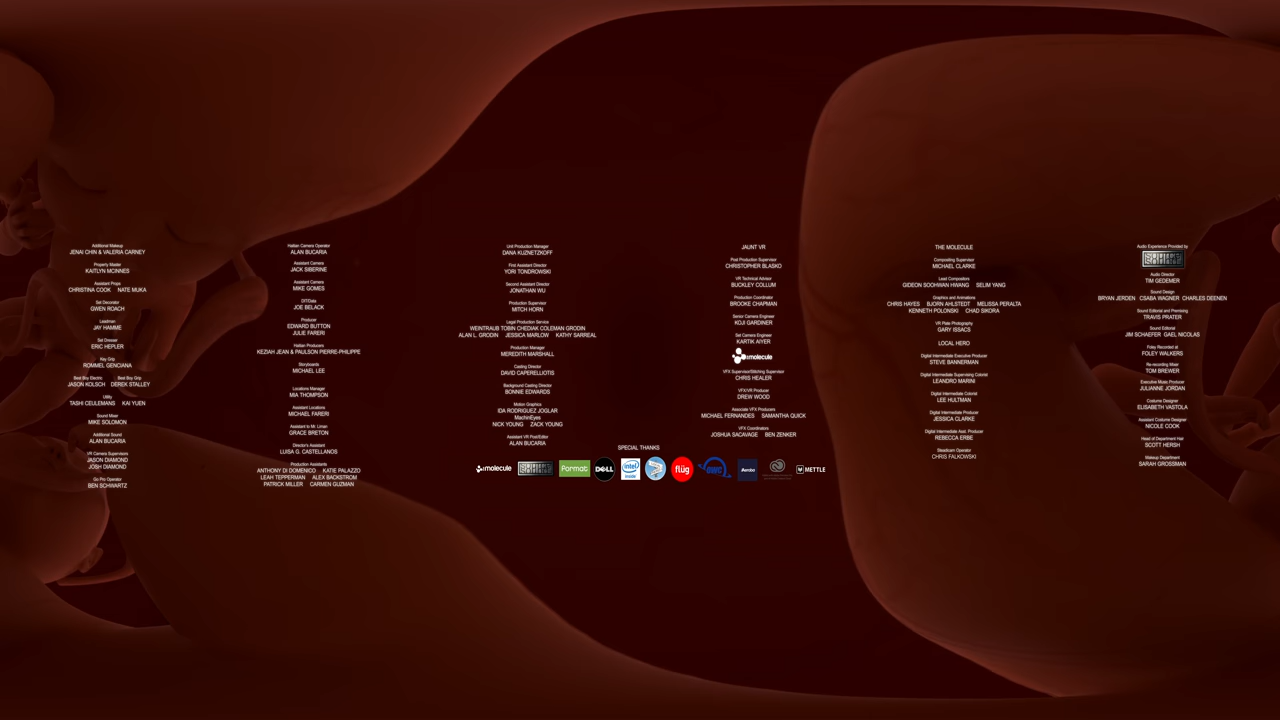 Additional Makeup
JENAI CHIN & VALERIA CARNEY
Property Master
KAITLYN MCINNES
Assistant Props
CHRISTINA COOK NATE MUKA
Set Decorator
GWEN ROACH
Leadman
JAY HAMME
Set Dresser
ERIC HEPLER
Key Grip
ROMMEL GENCIANA
Best Boy Electric Best Boy Grip
JASON KOLSCH DEREK STALLEY
Utility
TASHI CEULEMANS KAI YUEN
Sound Mixer
MIKE SOLOMON
Additional Sound
ALAN BUCARIA
VR Camera Supervisors
JASON DIAMOND
JOSH DIAMOND
Go Pro Operator
BEN SCHWARTZ
Haitian Camera Operator
ALAN BUCARIA
Assistant Camera
JACK SIBERINE
Assistant Camera
MIKE GOMES
DIT/Data
JOE BELACK
Producer
EDWARD BUTTON
JULIE FARERI
Haitian Producers
KEZIAH JEAN & PAULSON PIERRE-PHILIPPE
Storyboards
MICHAEL LEE
Locations Manager
MIA THOMPSON
Assistant Locations
MICHAEL FARERI
Assistant to Mr. Liman
GRACE BRETON
Director's Assistant
LUISA G. CASTELLANOS
Production Assistants
ANTHONY DI DOMENICO KATIE PALAZZO
LEAH TEPPERMAN ALEX BACKSTROM
PATRICK MILLER CARMEN GUZMAN
Unit Production Manager
DANA KUZNETZKOFF
First Assistant Director
YORI TONDROWSKI
Second Assistant Director
JONATHAN WU
Production Supervisor
MITCH HORN
Legal Production Service
WEINTRAUB TOBIN CHEDIAK COLEMAN GRODIN
ALAN L. GRODIN JESSICA MARLOW KATHY SARREAL
Production Manager
MEREDITH MARSHALL
Casting Director
DAVID CAPERELLIOTIS
Background Casting Director
BONNIE EDWARDS
Motion Graphics
IDA RODRIGUEZ JOGLAR
MachinEyes
NICK YOUNG ZACK YOUNG
Assistant VR Post/Editor
ALAN BUCARIA
JAUNT VR
Post Production Supervisor
CHRISTOPHER BLASKO
VR Technical Advisor
BUCKLEY COLLUM
Production Coordinator
BROOKE CHAPMAN
Senior Camera Engineer
KOJI GARDINER
Set Camera Engineer
KARTIK AIYER
molecule
VFX Supervisor/Stitching Supervisor
CHRIS HEALER
VFX/VR Producer
DREW WOOD
Associate VFX Producers
MICHAEL FERNANDES SAMANTHA QUICK
VFX Coordinators
JOSHUA SACAVAGE BEN ZENKER
THE MOLECULE
Compositing Supervisor
MICHAEL CLARKE
Lead Compositors
GIDEON SOOHWAN HWANG SELIM YANG
Graphics and Animations
CHRIS HAYES BJORN AHLSTEDT MELISSA PERALTA
KENNETH POLONSKI CHAD SIKORA
VR Plate Photography
GARY ISSACS
LOCAL HERO
Digital Intermediate Executive Producer
STEVE BANNERMAN
Digital Intermediate Supervising Colorist
LEANDRO MARINI
Digital Intermediate Colorist
LEE HULTMAN
Digital Intermediate Producer
JESSICA CLARKE
Digital Intermediate Asst. Producer
REBECCA ERBE
Steadicam Operator
CHRIS FALKOWSKI
Audio Experience Provided by
Audio Director
TIM GEDEMER
Sound Design
BRYAN JERDEN CSABA WAGNER CHARLES DEENEN
Sound Editorial and Premixing
TRAVIS PRATER
Sound Editorial
JIM SCHAEFER GAEL NICOLAS
Foley Recorded at
FOLEY WALKERS
Re-recording Mixer
TOM BREWER
Executive Music Producer
JULIANNE JORDAN
Costume Designer
ELISABETH VASTOLA
Assistant Costume Designer
NICOLE COOK
Head of Department Hair
SCOTT HERSH
Makeup Department
SARAH GROSSMAN
SPECIAL THANKS
molecule Format DELL intel inside flüg OWC METTLE